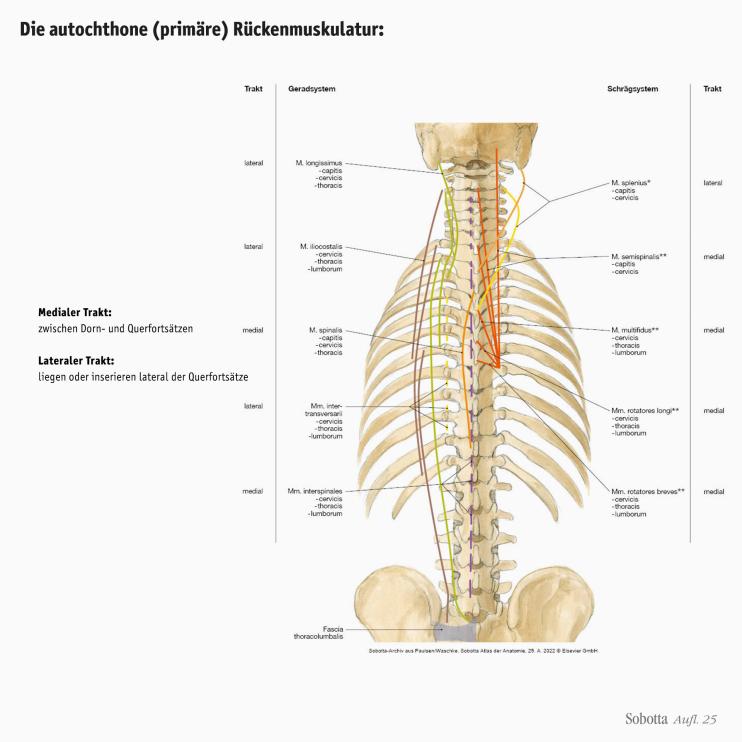 Die autochthone (primäre) Rückenmuskulatur:
Trakt
Geradsystem
Schrägsystem
Trakt
lateral
M. longissimus
-capitis
-cervicis
-thoracis
M. splenius*
-capitis
-cervicis
lateral
lateral
M. iliocostalis
-cervicis
-thoracis
-lumborum
M. semispinalis**
-capitis
-cervicis
medial
Medialer Trakt:
zwischen Dorn- und Querfortsätzen
medial
M. spinalis
-capitis
-cervicis
-thoracis
M. multifidus**
-cervicis
-thoracis
-lumborum
medial
Lateraler Trakt:
liegen oder inserieren lateral der Querfortsätze
lateral
Mm. inter-
transversarii
-cervicis
-thoracis
-lumborum
Mm. rotatores longi**
-cervicis
-thoracis
-lumborum
medial
medial
Mm. interspinales
-cervicis
-thoracis
-lumborum
Mm. rotatores breves**
-cervicis
-thoracis
-lumborum
medial
Fascia
thoracolumbalis
Sobotta-Archiv aus Paulsen/Waschke, Sobotta Atlas der Anatomie, 25. A. 2022 © Elsevier GmbH.
Sobotta Aufl. 25